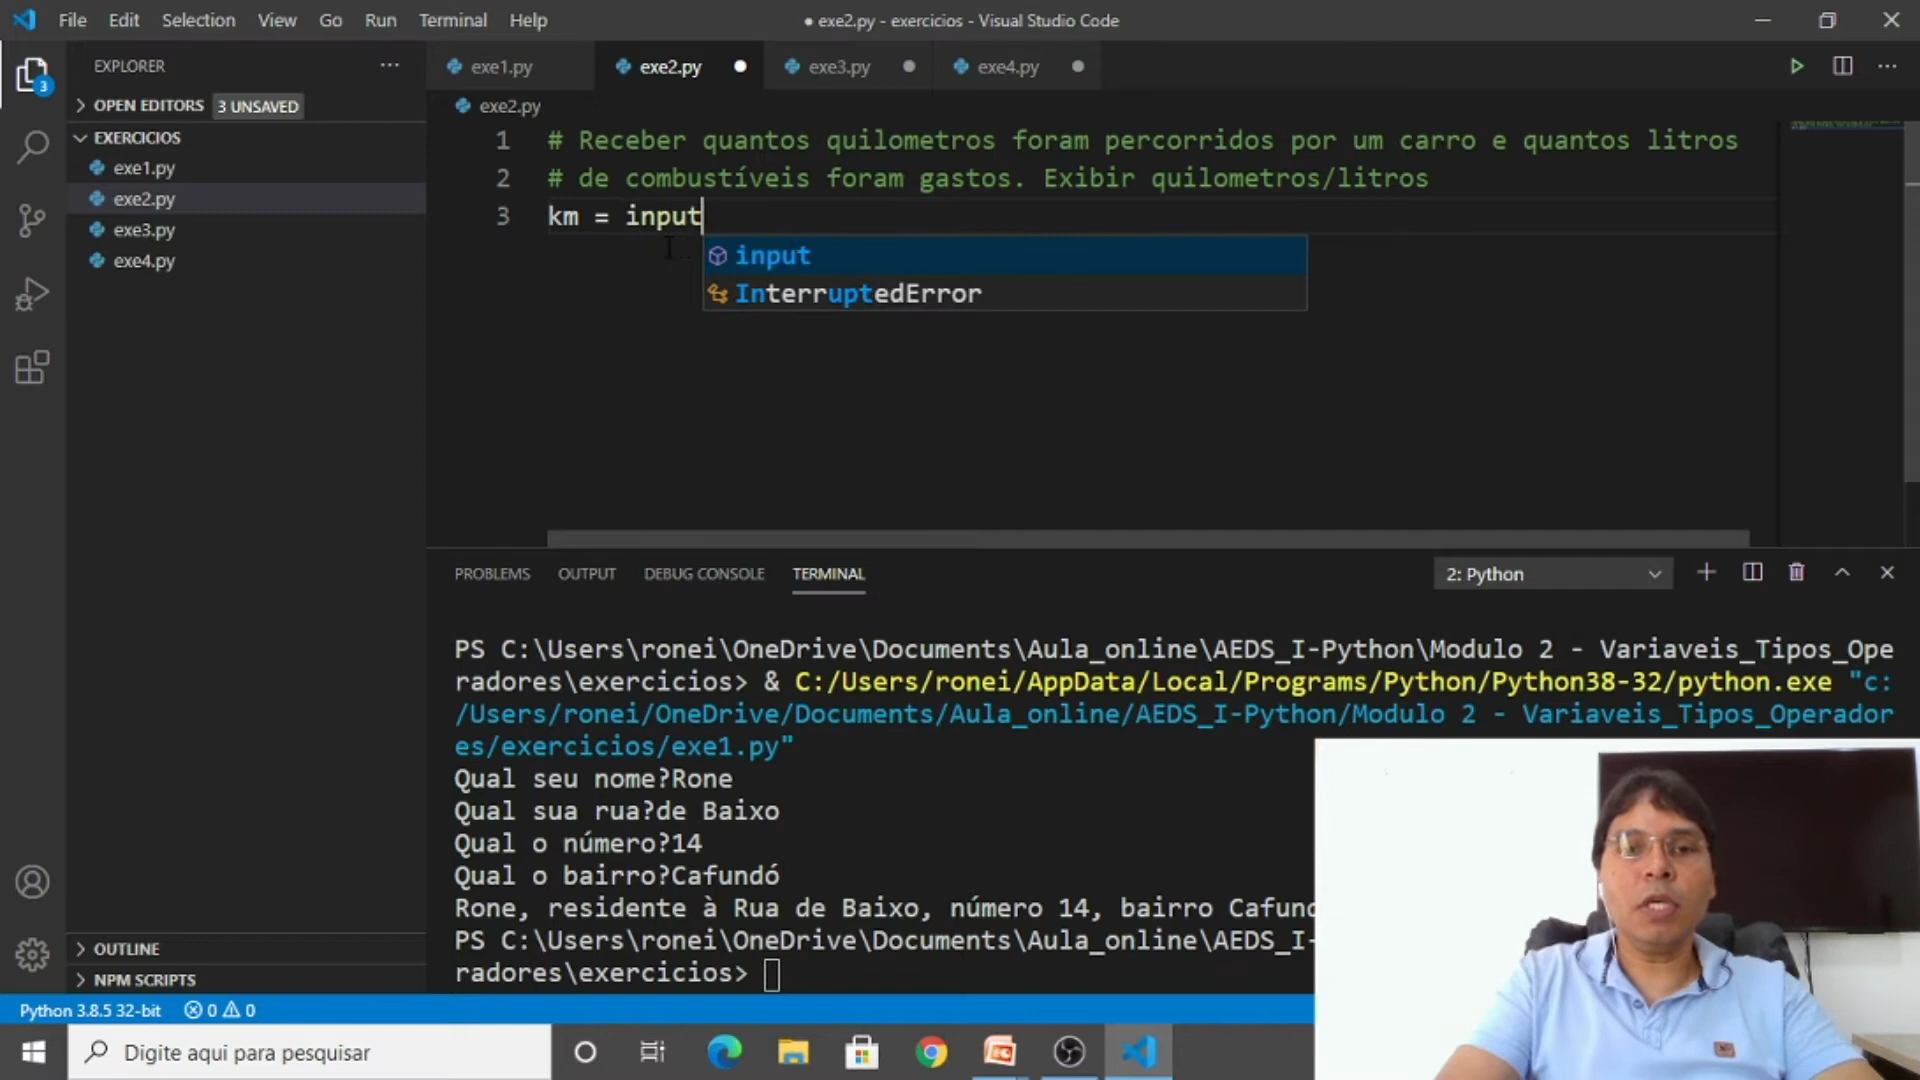 File Edit Selection View Go Run Terminal Help
● exe2.py - exercicios - Visual Studio Code
EXPLORER
OPEN EDITORS 3 UNSAVED
EXERCICIOS
exe1.py
exe2.py
exe3.py
exe4.py
OUTLINE
NPM SCRIPTS
3
exe1.py exe2.py exe3.py exe4.py
exe2.py
1 # Receber quantos quilometros foram percorridos por um carro e quantos litros
2 # de combustíveis foram gastos. Exibir quilometros/litros
3 km = input
input
InterruptedError
PROBLEMS OUTPUT DEBUG CONSOLE TERMINAL 2: Python
PS C:\Users\ronei\OneDrive\Documents\Aula_online\AEDS_I-Python\Modulo 2 - Variaveis_Tipos_Ope
radores\exercicios> & C:/Users/ronei/AppData/Local/Programs/Python/Python38-32/python.exe "c:
/Users/ronei/OneDrive/Documents/Aula_online/AEDS_I-Python/Modulo 2 - Variaveis_Tipos_Operador
es/exercicios/exe1.py"
Qual seu nome?Rone
Qual sua rua?de Baixo
Qual o número?14
Qual o bairro?Cafundó
Rone, residente à Rua de Baixo, número 14, bairro Cafund
PS C:\Users\ronei\OneDrive\Documents\Aula_online\AEDS_I-
radores\exercicios>
Python 3.8.5 32-bit 0 0
Digite aqui para pesquisar